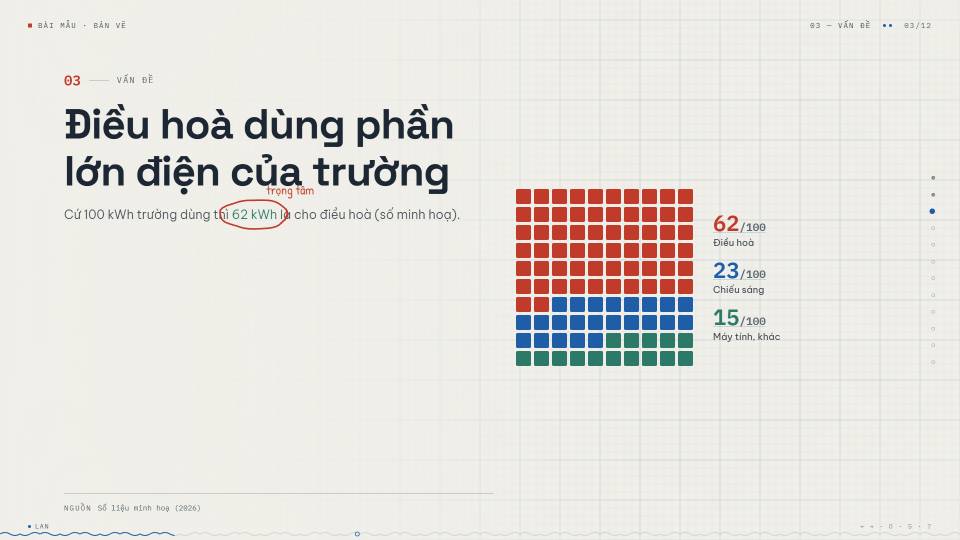 BÀI MẪU · BẢN VẼ
03 — VẤN ĐỀ 03/12
03 — VẤN ĐỀ
Điều hoà dùng phần
lớn điện của trường
trọng tâm
Cứ 100 kWh trường dùng thì 62 kWh là cho điều hoà (số minh hoạ).
62/100
Điều hoà
23/100
Chiếu sáng
15/100
Máy tính, khác
NGUỒN Số liệu minh hoạ (2026)
LAN